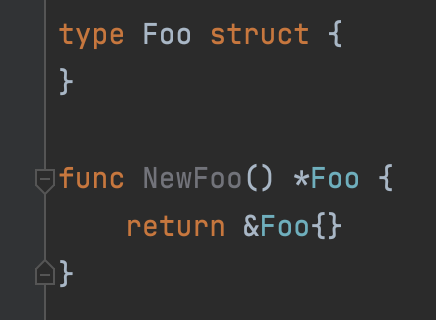 type Foo struct {
}
func NewFoo() *Foo {
    return &Foo{}
}